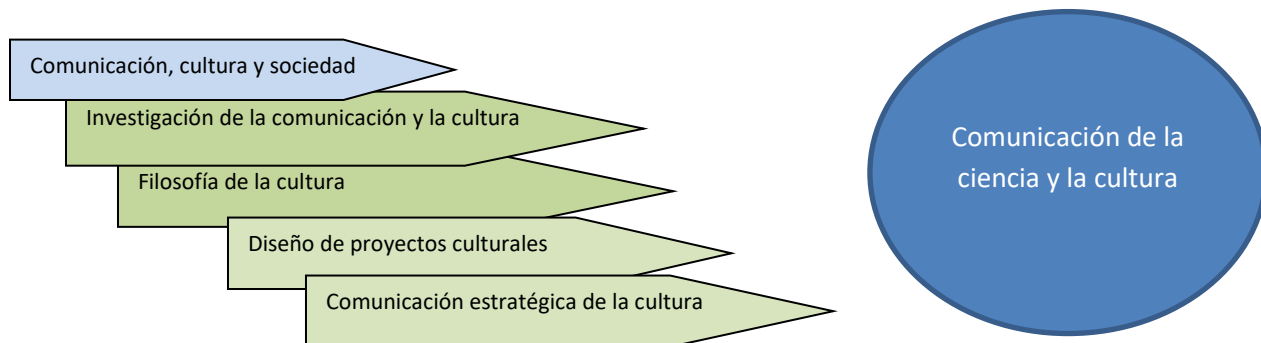 Comunicación, cultura y sociedad
Investigación de la comunicación y la cultura
Filosofía de la cultura
Diseño de proyectos culturales
Comunicación estratégica de la cultura
Comunicación de la
ciencia y la cultura